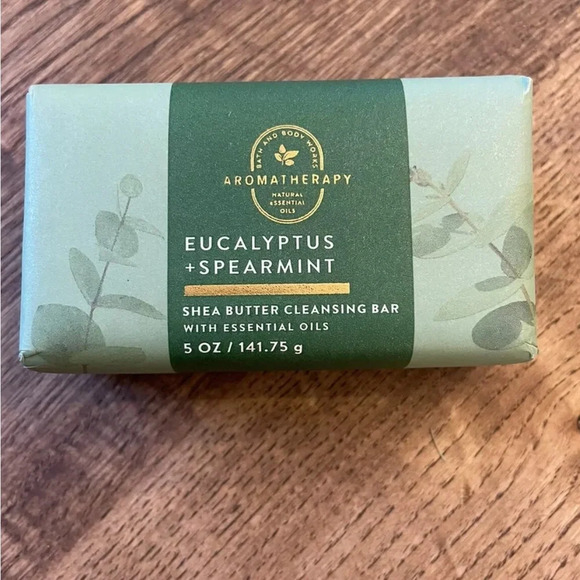 BATH AND BODY WORKS
AROMATHERAPY
NATURAL
ESSENTIAL
OILS
EUCALYPTUS
+SPEARMINT
SHEA BUTTER CLEANSING BAR
WITH ESSENTIAL OILS
5 OZ / 141.75 g